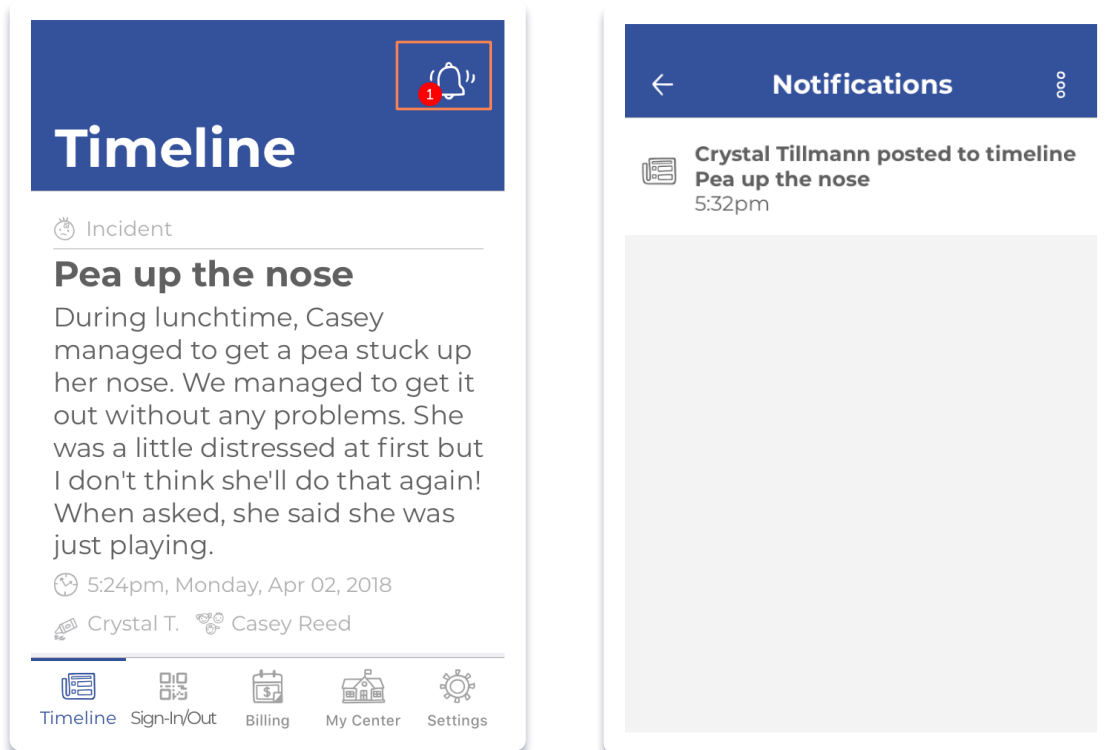 1
Timeline
Incident
Pea up the nose
During lunchtime, Casey
managed to get a pea stuck up
her nose. We managed to get it
out without any problems. She
was a little distressed at first but
I don't think she'll do that again!
When asked, she said she was
just playing.
5:24pm, Monday, Apr 02, 2018
Crystal T. Casey Reed
Timeline Sign-In/Out Billing My Center Settings
Notifications
Crystal Tillmann posted to timeline
Pea up the nose
5:32pm